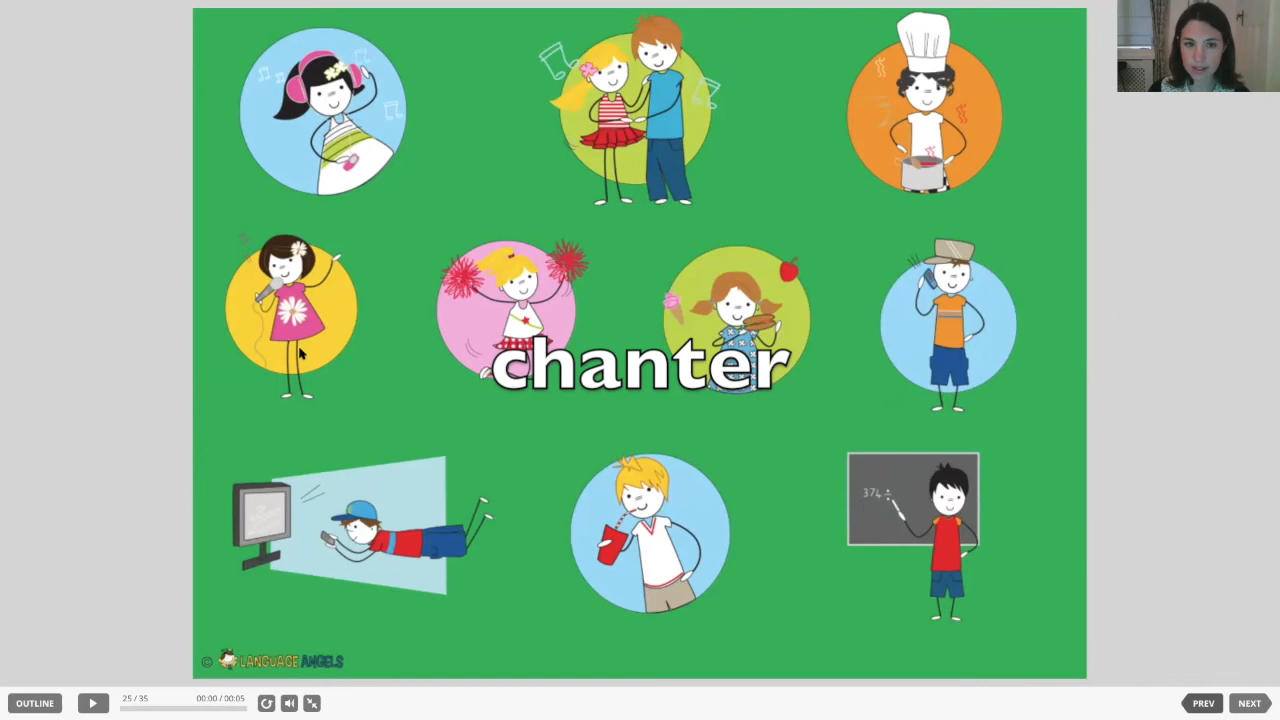 chanter
374 ÷
© LANGUAGE ANGELS
OUTLINE
25 / 35
00:00 / 00:05
PREV
NEXT